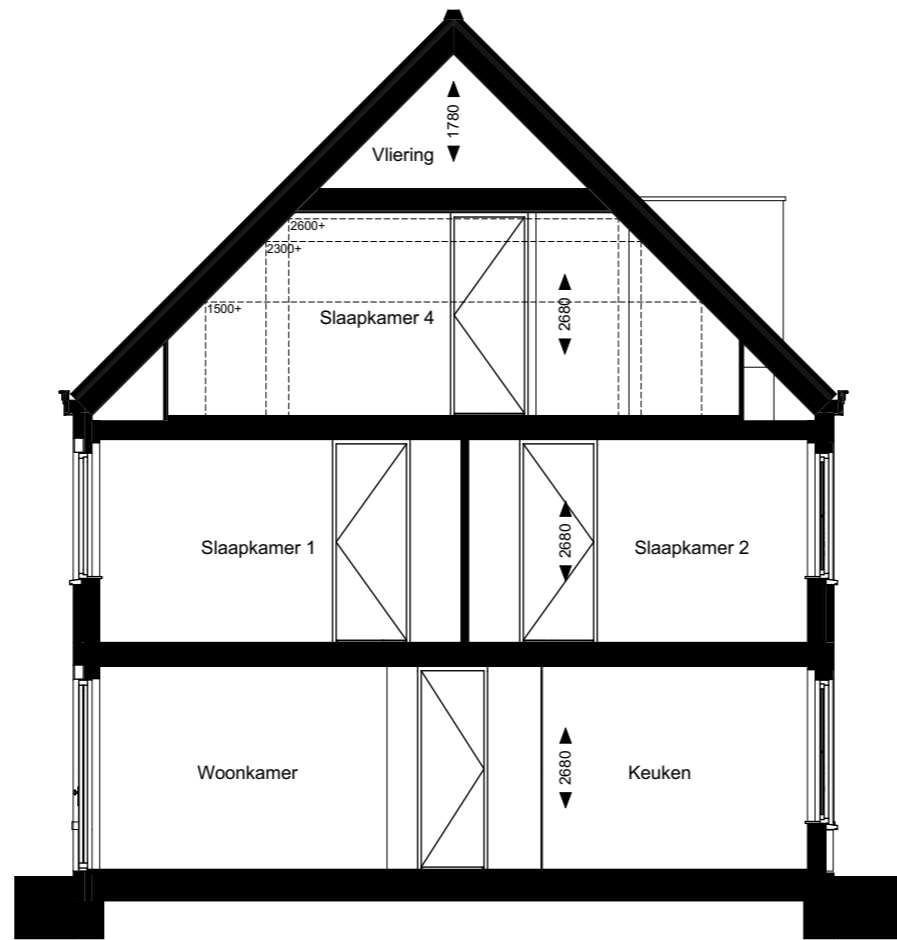 1780
Vliering
2600+
2300+
1500+
Slaapkamer 4
2680
Slaapkamer 1
2680
Slaapkamer 2
Woonkamer
2680
Keuken